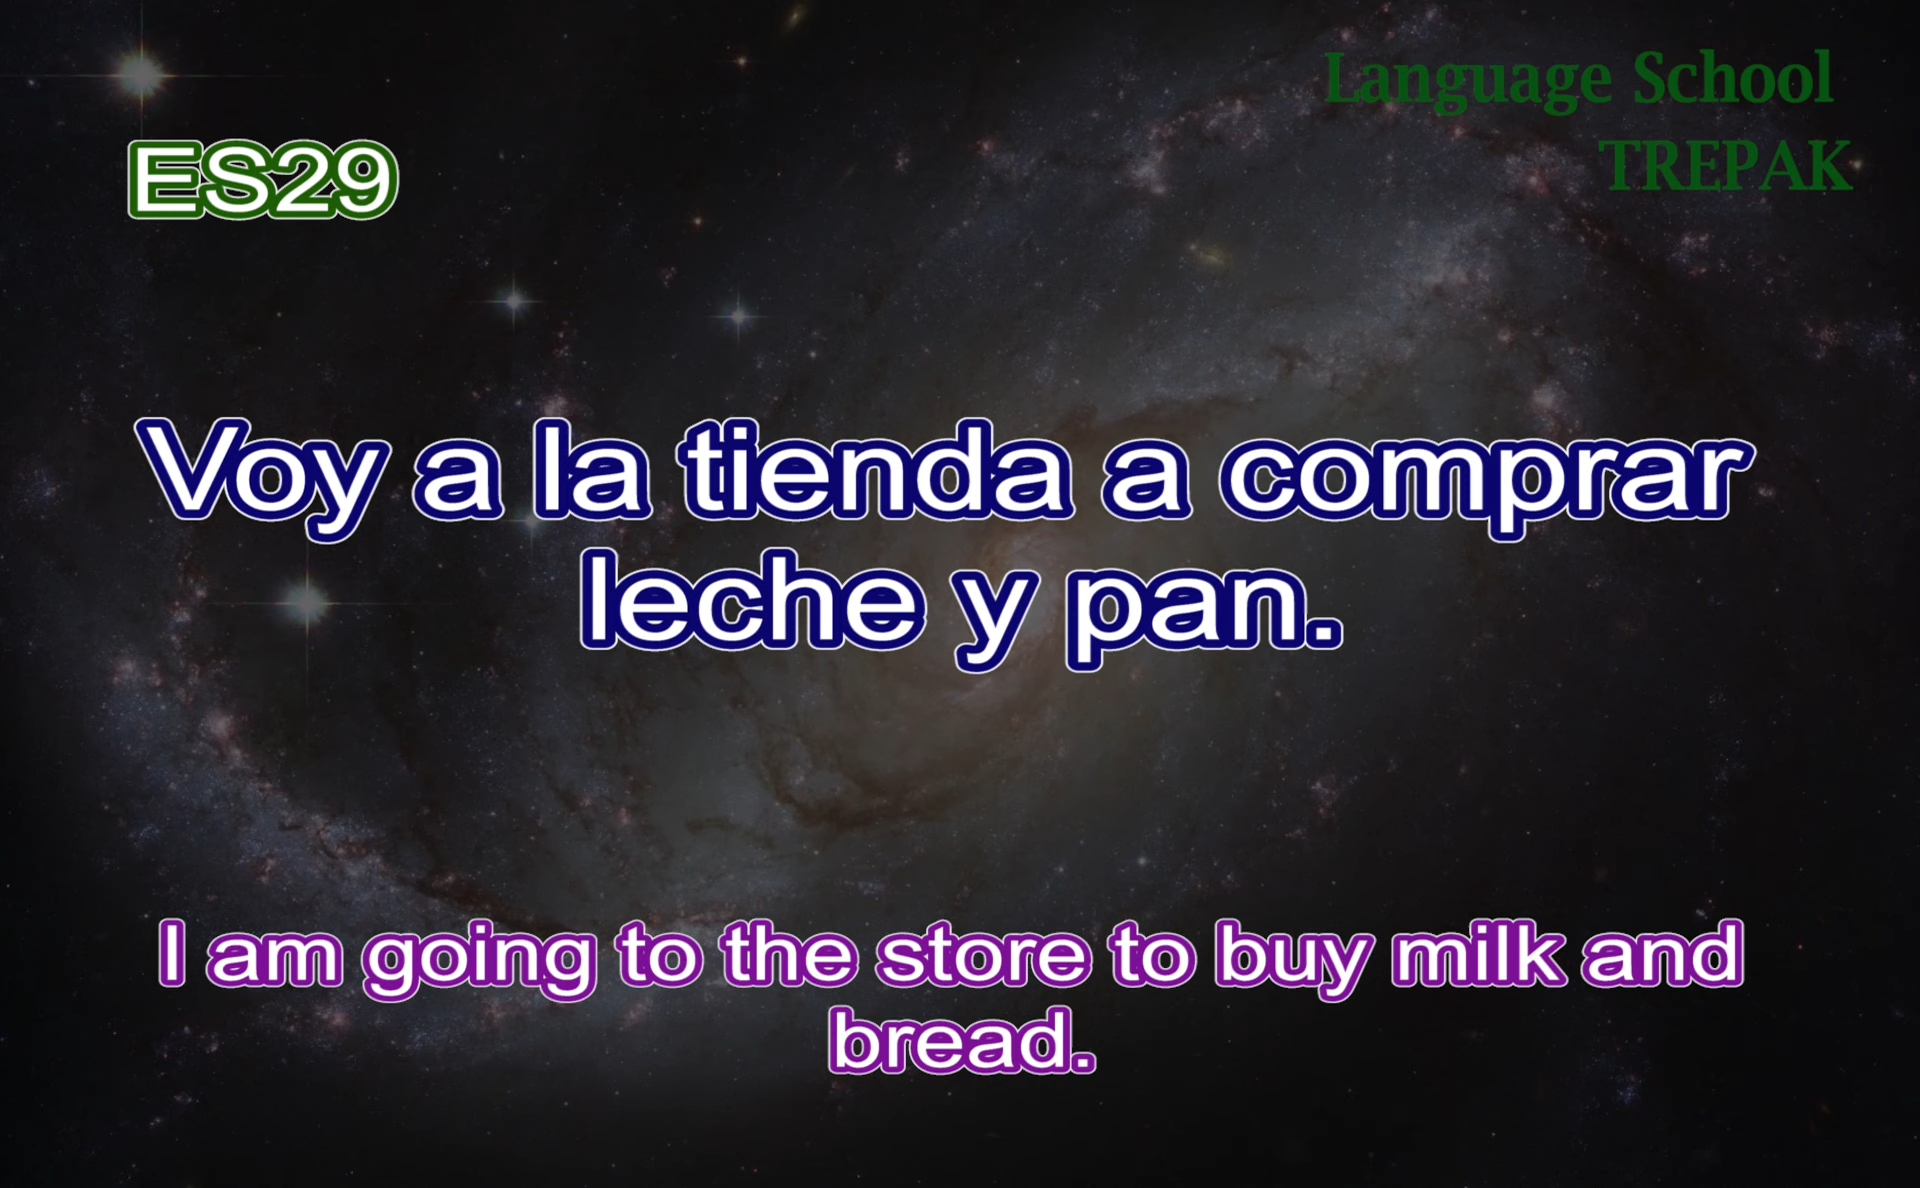 Language School
TREPAK
ES29
Voy a la tienda a comprar
leche y pan.
I am going to the store to buy milk and
bread.